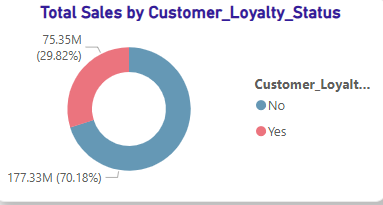 Total Sales by Customer_Loyalty_Status
75.35M
(29.82%)
Customer_Loyalt...
No
Yes
177.33M (70.18%)